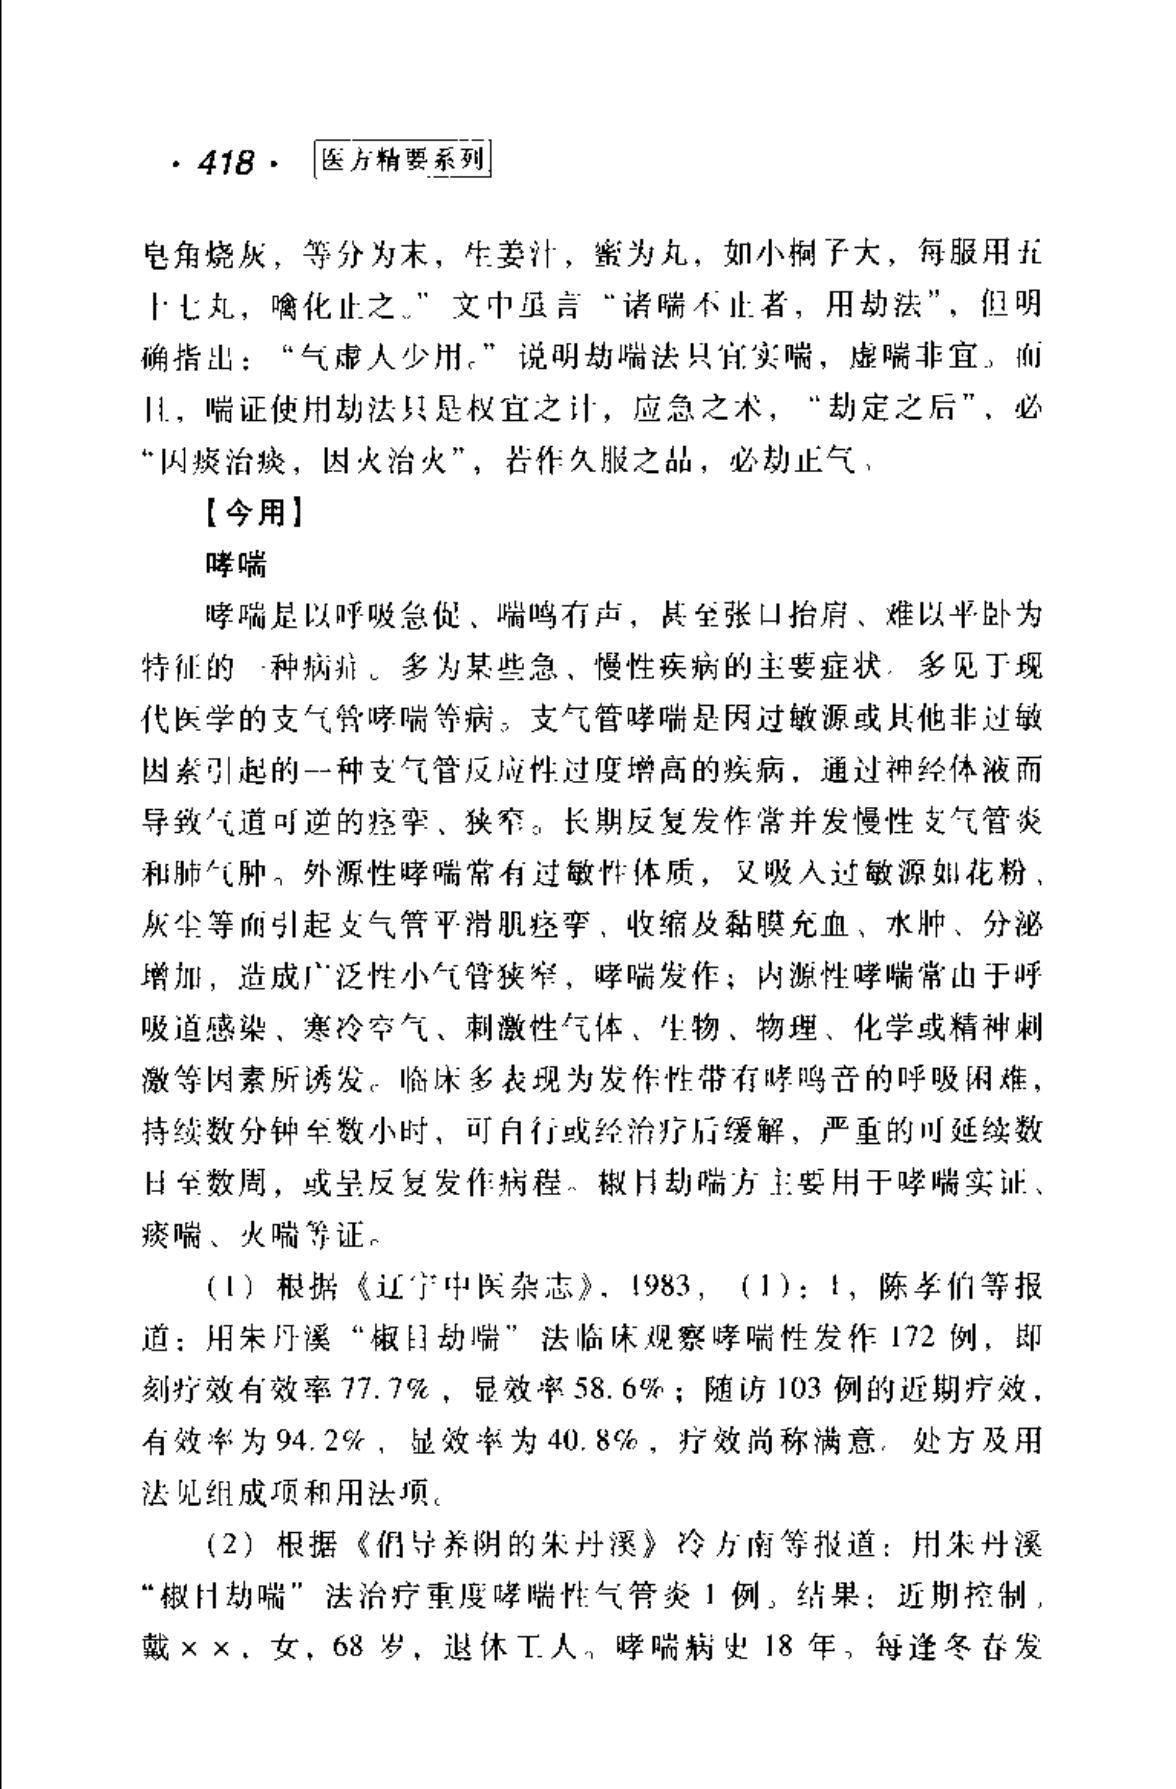 · 418 · 医方精要系列
皂角烧灰，等分为末，生姜汁，蜜为丸，如小桐子大，每服用五
十七丸，噙化止之。”文中虽言“诸喘不止者，用劫法”，但明
确指出：“气虚人少用。”说明劫喘法只宜实喘，虚喘非宜。而
且，喘证使用劫法只是权宜之计，应急之术，“劫定之后”，必
“因痰治痰，因火治火”，若作久服之品，必劫正气。
【今用】
哮喘
哮喘是以呼吸急促、喘鸣有声，甚至张口抬肩、难以平卧为
特征的一种病症。多为某些急、慢性疾病的主要症状。多见于现
代医学的支气管哮喘等病。支气管哮喘是因过敏源或其他非过敏
因素引起的一种支气管反应性过度增高的疾病，通过神经体液而
导致气道可逆的痉挛、狭窄。长期反复发作常并发慢性支气管炎
和肺气肿。外源性哮喘常有过敏性体质，又吸入过敏源如花粉、
灰尘等而引起支气管平滑肌痉挛、收缩及黏膜充血、水肿、分泌
增加，造成广泛性小气管狭窄，哮喘发作；内源性哮喘常由于呼
吸道感染、寒冷空气、刺激性气体、生物、物理、化学或精神刺
激等因素所诱发。临床多表现为发作性带有哮鸣音的呼吸困难，
持续数分钟至数小时，可自行或经治疗后缓解，严重的可延续数
日至数周，或呈反复发作病程。椒目劫喘方主要用于哮喘实证、
痰喘、火喘等证。
（1）根据《辽宁中医杂志》，1983，（1）：1，陈孝伯等报
道：用朱丹溪“椒目劫喘”法临床观察哮喘性发作 172 例，即
刻疗效有效率 77.7%，显效率 58.6%；随访 103 例的近期疗效，
有效率为 94.2%，显效率为 40.8%，疗效尚称满意。处方及用
法见组成项和用法项。
（2）根据《倡导养阴的朱丹溪》冷方南等报道：用朱丹溪
“椒目劫喘”法治疗重度哮喘性气管炎 1 例。结果：近期控制。
戴××，女，68 岁，退休工人。哮喘病史 18 年。每逢冬春发